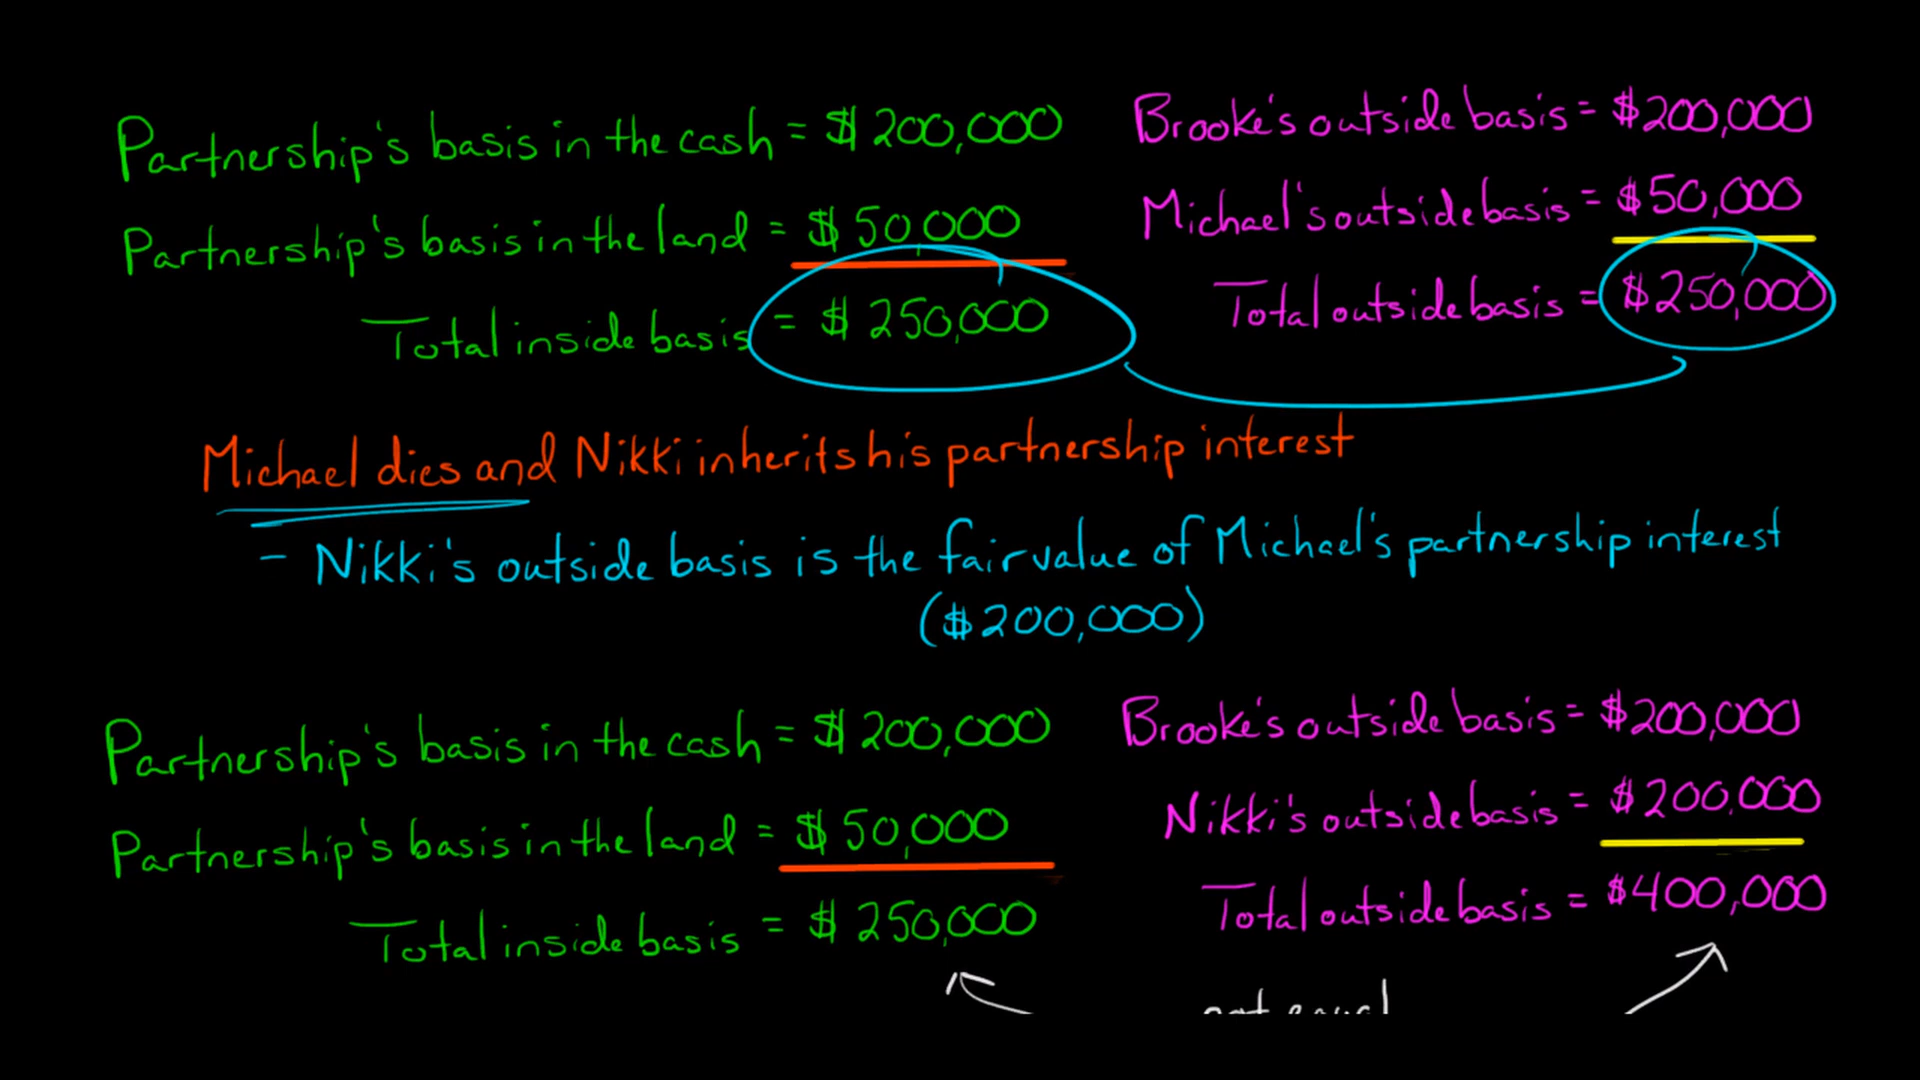 Partnership's basis in the cash = $200,000
Partnership's basis in the land = $50,000
Total inside basis = $250,000
Brooke's outside basis = $200,000
Michael's outside basis = $50,000
Total outside basis = $250,000
Michael dies and Nikki inherits his partnership interest
- Nikki's outside basis is the fair value of Michael's partnership interest
($200,000)
Partnership's basis in the cash = $200,000
Partnership's basis in the land = $50,000
Total inside basis = $250,000
Brooke's outside basis = $200,000
Nikki's outside basis = $200,000
Total outside basis = $400,000
not equal